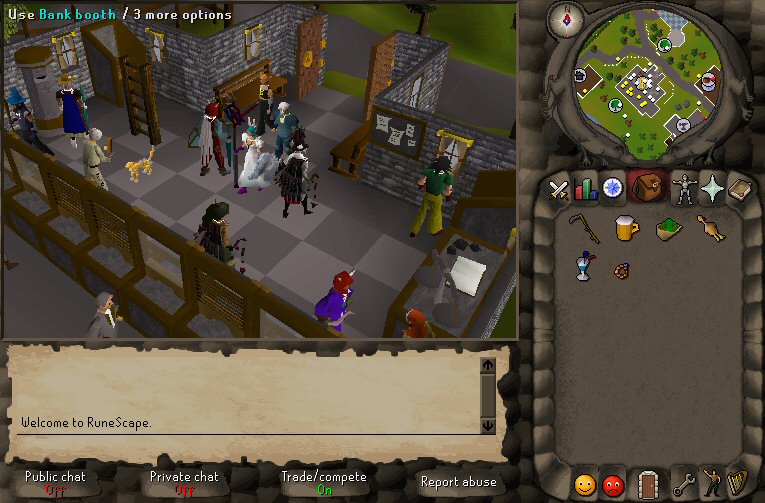 Use Bank booth / 3 more options
Welcome to RuneScape.
Public chat
Off
Private chat
Off
Trade/compete
On
Report abuse